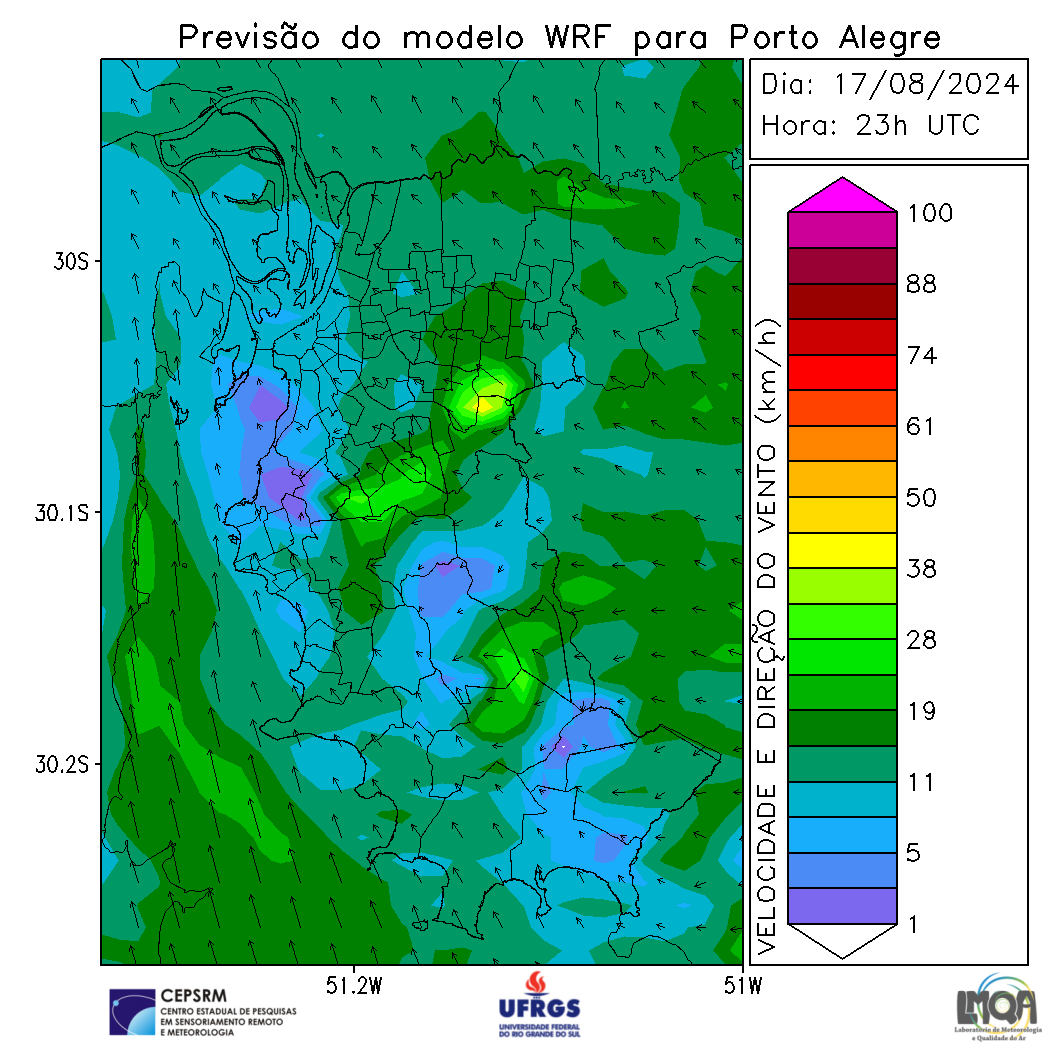 Previsão do modelo WRF para Porto Alegre
Dia: 17/08/2024
Hora: 23h UTC
30S
30.1S
30.2S
51.2W
51W
VELOCIDADE E DIREÇÃO DO VENTO (km/h)
100
88
74
61
50
38
28
19
11
5
1
CEPSRM
CENTRO ESTADUAL DE PESQUISAS
EM SENSORIAMENTO REMOTO
E METEOROLOGIA
UFRGS
UNIVERSIDADE FEDERAL
DO RIO GRANDE DO SUL
LMQA
Laboratório de Meteorologia
e Qualidade do Ar